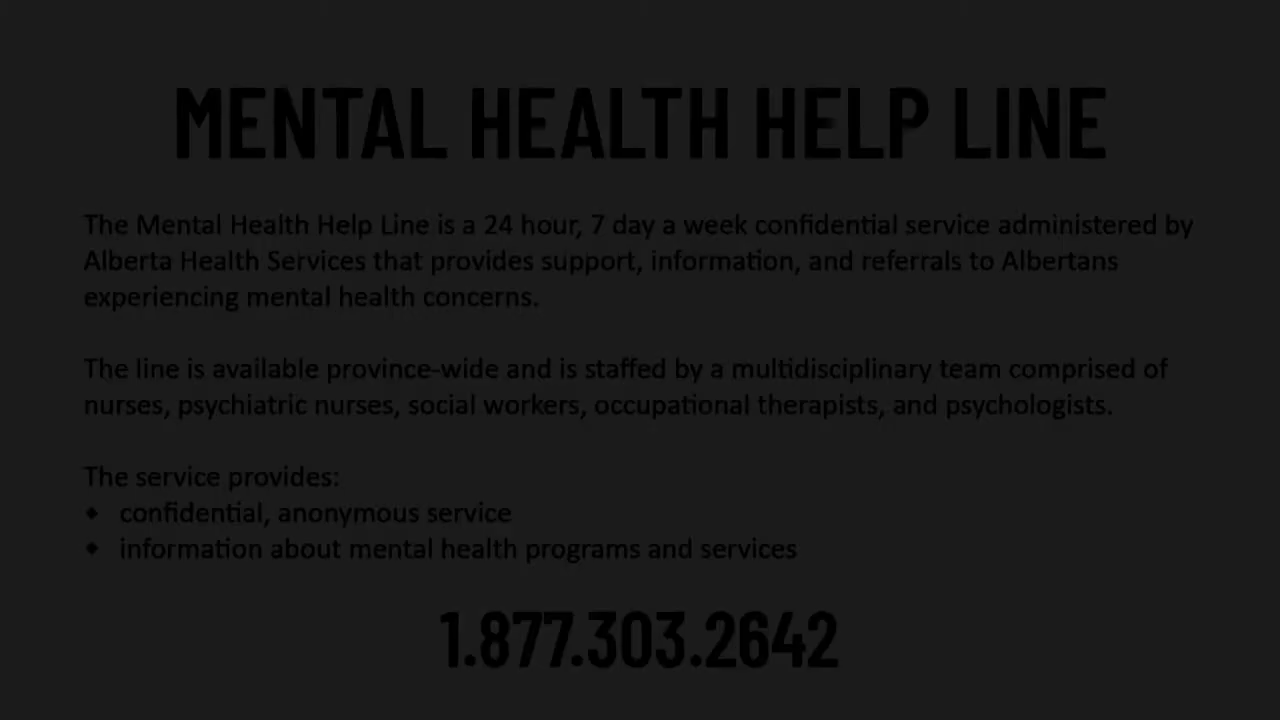 MENTAL HEALTH HELP LINE
The Mental Health Help Line is a 24 hour, 7 day a week confidential service administered by
Alberta Health Services that provides support, information, and referrals to Albertans
experiencing mental health concerns.
The line is available province-wide and is staffed by a multidisciplinary team comprised of
nurses, psychiatric nurses, social workers, occupational therapists, and psychologists.
The service provides:
◆ confidential, anonymous service
◆ information about mental health programs and services
1.877.303.2642